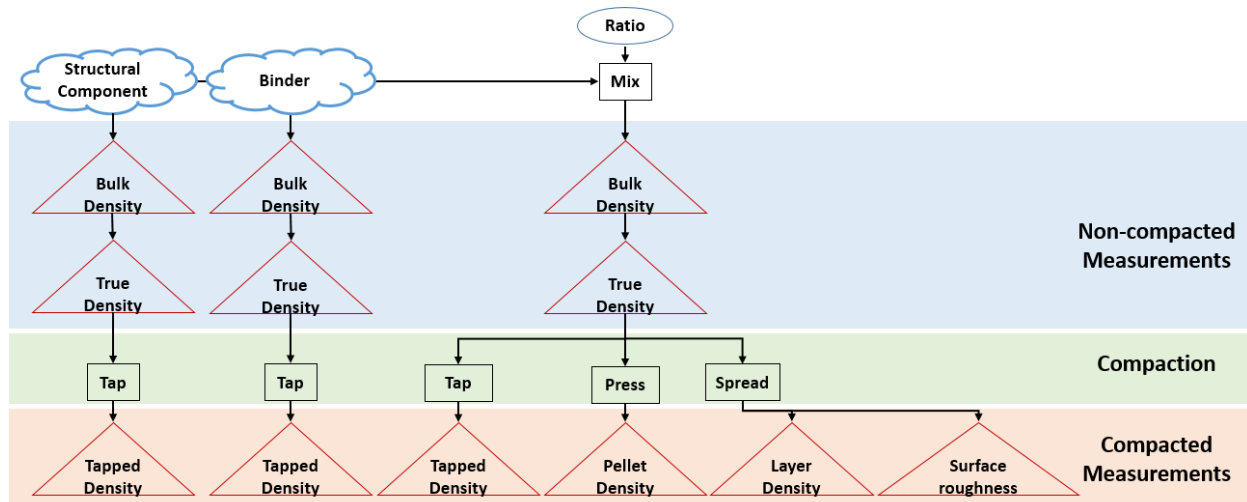 Ratio
Structural
Component
Binder
Mix
Bulk
Density
Bulk
Density
Bulk
Density
Non-compacted
Measurements
True
Density
True
Density
True
Density
Tap
Tap
Tap
Press
Spread
Compaction
Tapped
Density
Tapped
Density
Tapped
Density
Pellet
Density
Layer
Density
Surface
roughness
Compacted
Measurements